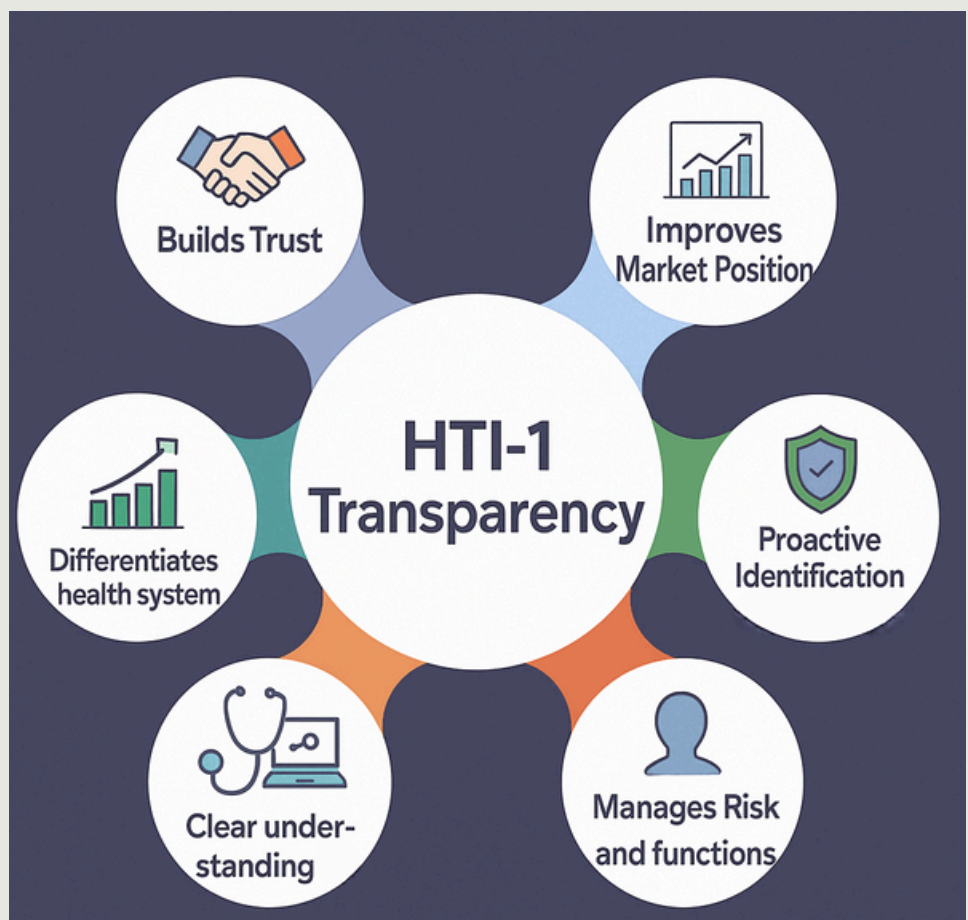 Builds Trust
Improves
Market Position
HTI-1
Transparency
Differentiates
health system
Proactive
Identification
Clear under-
standing
Manages Risk
and functions